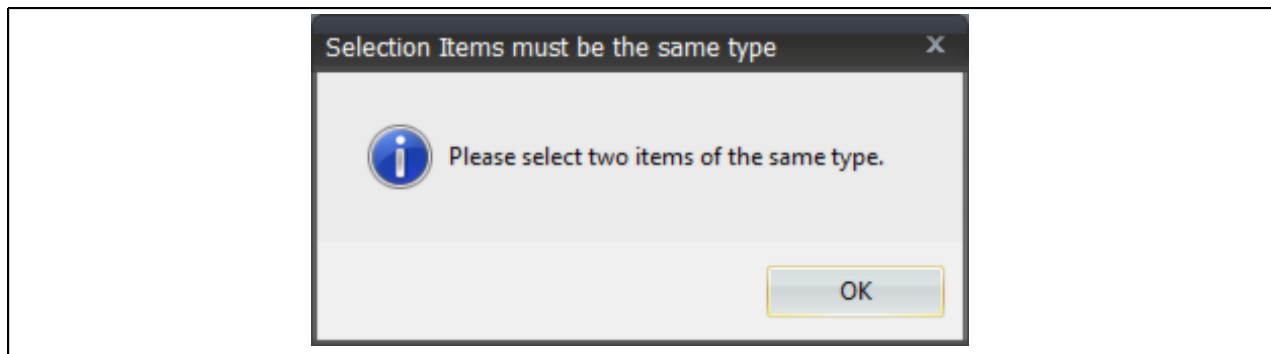 Selection Items must be the same type
Please select two items of the same type.
OK